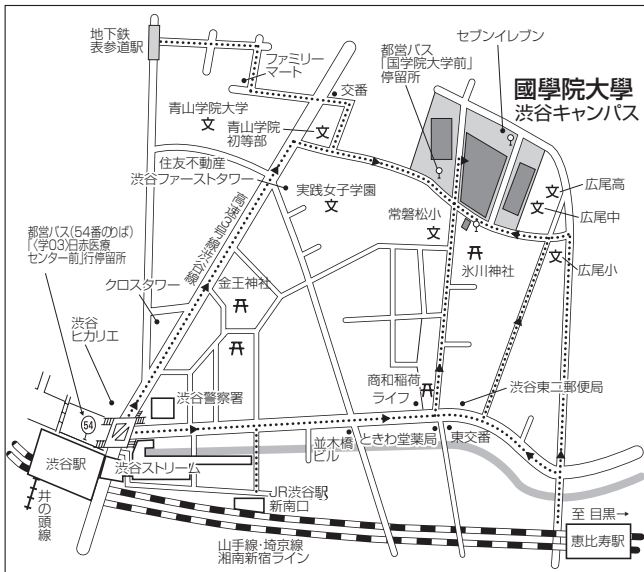 地下鉄
表参道駅
ファミリー
マート
交番
都営バス
「国学院大学前」
停留所
セブンイレブン
國學院大學
渋谷キャンパス
青山学院大学
青山学院
初等部
住友不動産
渋谷ファーストタワー
実践女子学園
常磐松小
広尾高
広尾中
広尾小
氷川神社
高速3号線渋谷線
都営バス(54番のりば)
「〈学03〉日赤医療
センター前」行停留所
クロスタワー
金王神社
渋谷
ヒカリエ
54
渋谷警察署
商和稲荷
ライフ
渋谷東二郵便局
渋谷駅
渋谷ストリーム
並木橋
ビル
ときわ堂薬局
東交番
井の頭線
JR渋谷駅
新南口
山手線・埼京線
湘南新宿ライン
至 目黒→
恵比寿駅
文
文
文
文
文
文
文